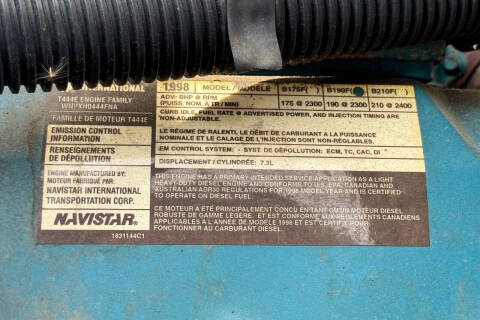 INTERNATIONAL
T444E ENGINE FAMILY
WNVXH0444FNA
FAMILLE DE MOTEUR T444E
EMISSION CONTROL
INFORMATION
RENSEIGNEMENTS
DE DÉPOLLUTION
ENGINE MANUFACTURED BY:
MOTEUR FABRIQUÉ PAR:
NAVISTAR INTERNATIONAL
TRANSPORTATION CORP.
NAVISTAR.
1831144C1
1998 MODEL / MODÈLE B175F( ) B190F( ) B210F( )
ADV-BHP @ RPM
(PUISS. NOM. À TR/MIN) 175 @ 2300 190 @ 2300 210 @ 2400
CURB IDLE, FUEL RATE @ ADVERTISED POWER, AND INJECTION TIMING ARE
NON-ADJUSTABLE.
LE RÉGIME DE RALENTI, LE DÉBIT DE CARBURANT A LA PUISSANCE
NOMINALE ET LE CALAGE DE L'INJECTION SONT NON-RÉGLABLES.
EM CONTROL SYSTEM: - SYST. DE DÉPOLLUTION: ECM, TC, CAC, DI
DISPLACEMENT / CYLINDRÉE: 7.3L
THIS ENGINE HAS A PRIMARY INTENDED SERVICE APPLICATION AS A LIGHT
HEAVY-DUTY DIESEL ENGINE AND CONFORMS TO U.S. EPA, CANADIAN AND
AUSTRALIAN ADR30 REGULATIONS FOR 1998 MODEL YEAR AND IS CERTIFIED
TO OPERATE ON DIESEL FUEL.
CE MOTEUR A ÉTÉ PRINCIPALEMENT CONÇU EN TANT QU'UN MOTEUR DIESEL
ROBUSTE DE GAMME LÉGÈRE. ET EST CONFORME AUX RÈGLEMENTS CANADIENS
APPLICABLES A L'ANNÉE DE MODÈLE 1998 ET EST CERTIFIÉ POUR
FONCTIONNER AU CARBURANT DIESEL.